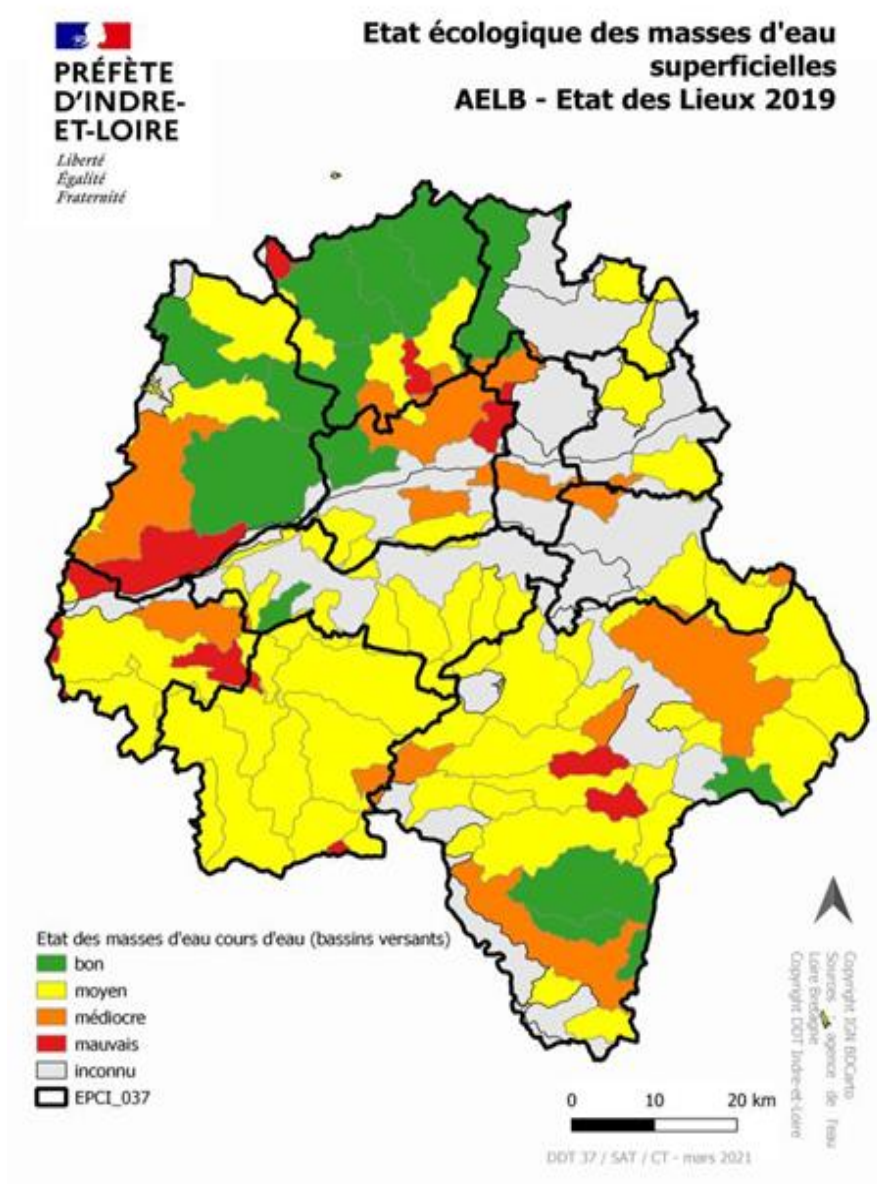 PRÉFÈTE
D'INDRE-
ET-LOIRE
Liberté
Égalité
Fraternité
Etat écologique des masses d'eau
superficielles
AELB - Etat des Lieux 2019
Etat des masses d'eau cours d'eau (bassins versants)
bon
moyen
médiocre
mauvais
inconnu
EPCI_037
0 10 20 km
DDT 37 / SAT / CT - mars 2021
Copyright IGN BDCarto
Sources agence de l'eau
Loire Bretagne
Copyright DDT Indre-et-Loire